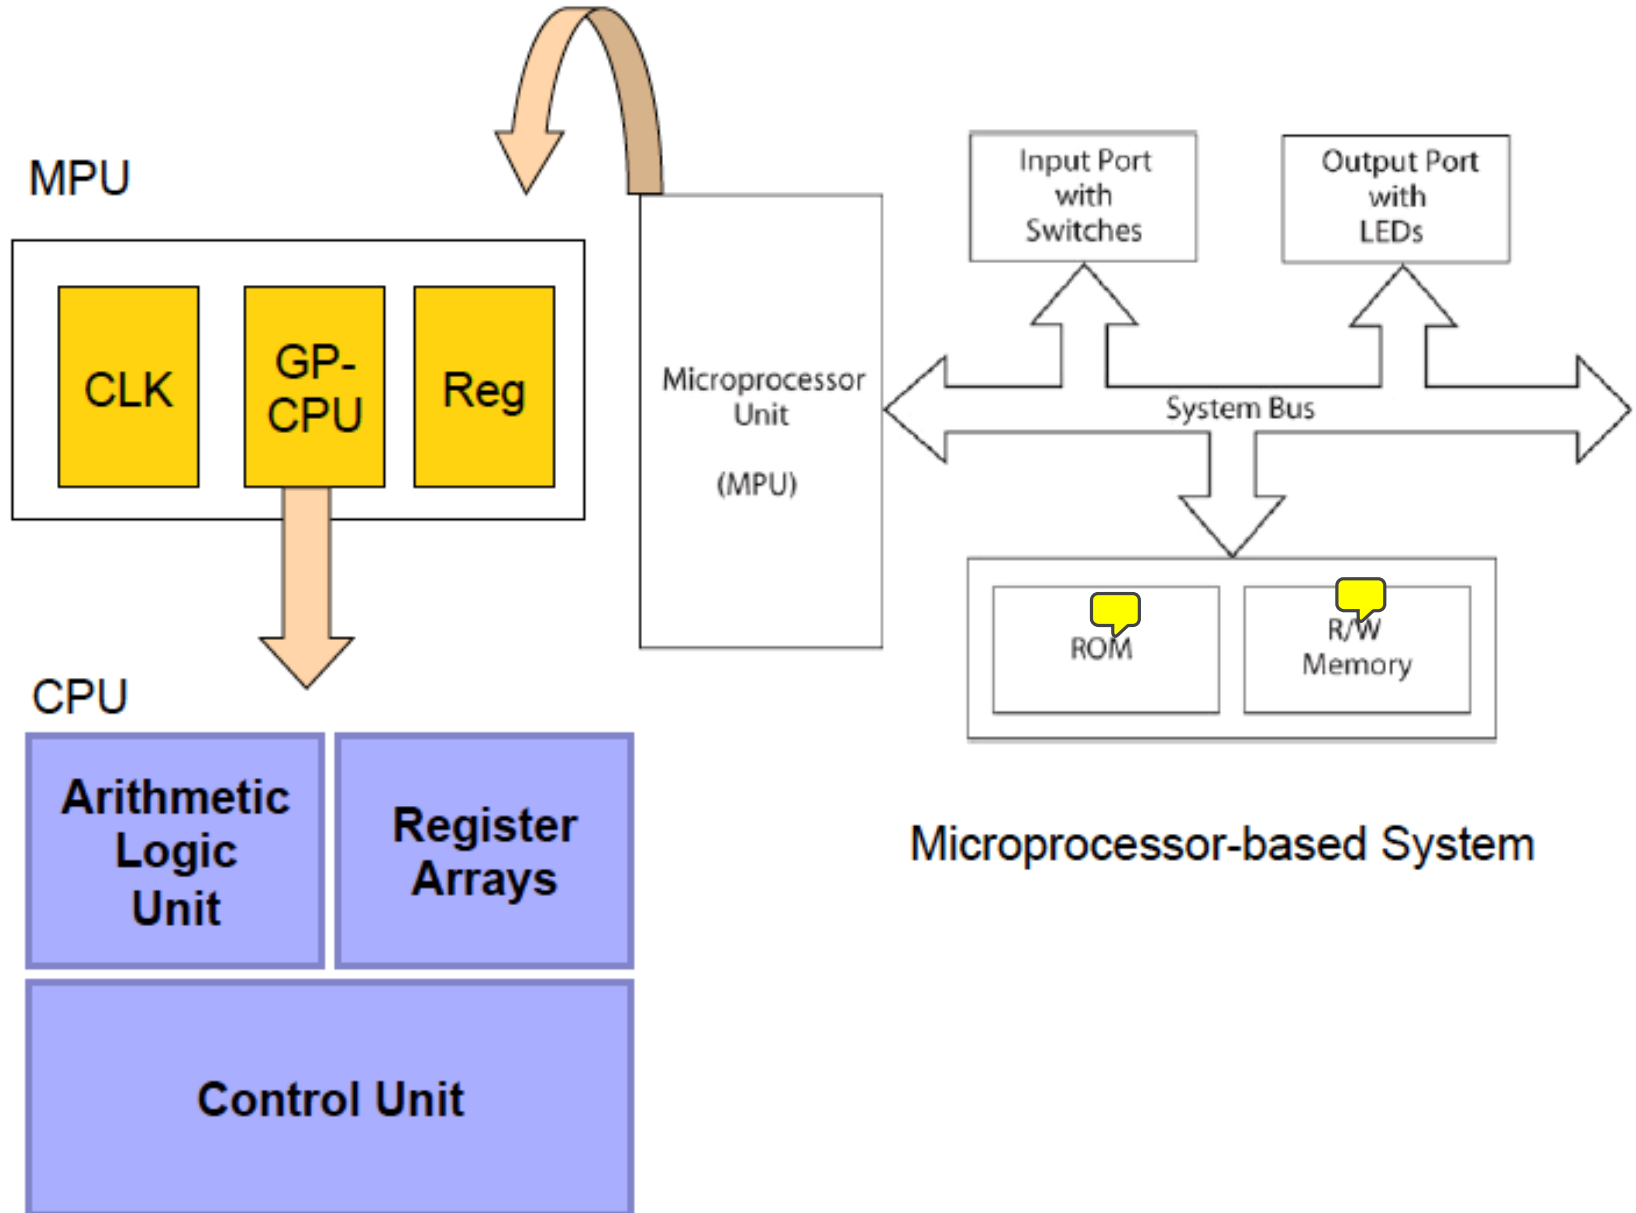 MPU
CLK
GP-
CPU
Reg
CPU
Arithmetic
Logic
Unit
Register
Arrays
Control Unit
Microprocessor
Unit
(MPU)
Input Port
with
Switches
Output Port
with
LEDs
System Bus
ROM
R/W
Memory
Microprocessor-based System